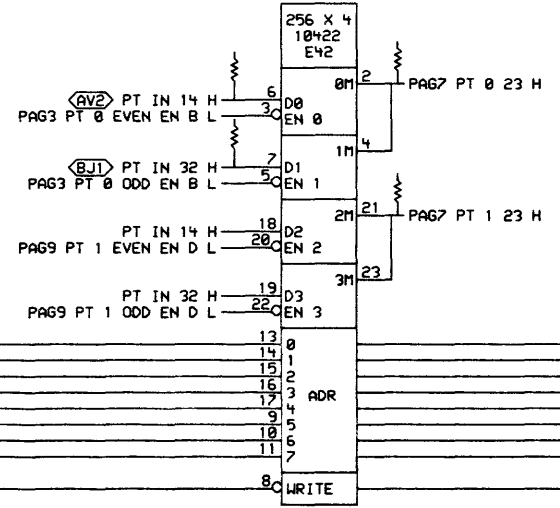 256 X 4
10422
E42
6
AV2 PT IN 14 H D0
3
PAG3 PT 0 EVEN EN B L EN 0
0M 2 PAG7 PT 0 23 H
7
BJ1 PT IN 32 H D1
5
PAG3 PT 0 ODD EN B L EN 1
1M 4
18
PT IN 14 H D2
20
PAG9 PT 1 EVEN EN D L EN 2
2M 21 PAG7 PT 1 23 H
19
PT IN 32 H D3
22
PAG9 PT 1 ODD EN D L EN 3
3M 23
13 0
14 1
15 2
16 3
17 4
9 5
10 6
11 7
ADR
8 WRITE